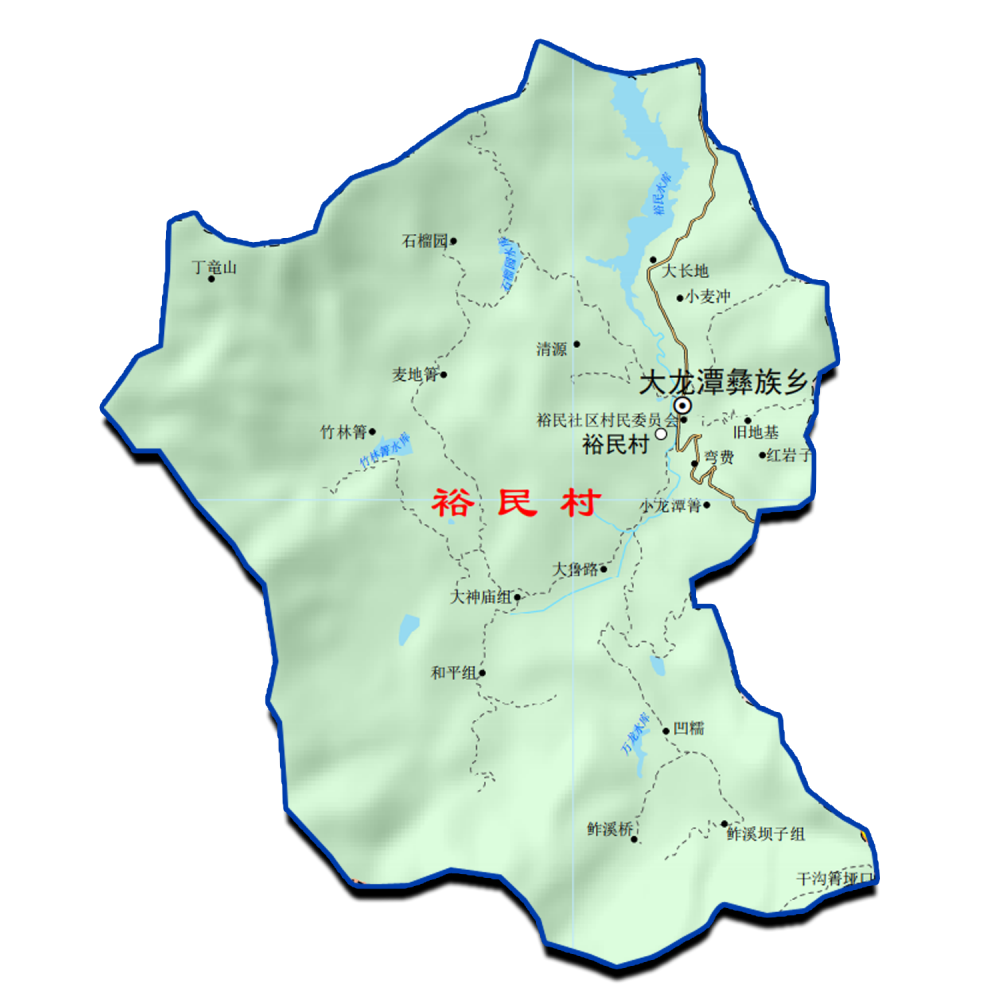 裕民水库
石榴园
丁竜山
石榴园水库
大长地
小麦冲
清源
麦地箐
大龙潭彝族乡
裕民社区村民委员会
旧地基
竹林箐
裕民村
竹林箐水库
弯费
红岩子
裕民村
小龙潭箐
大鲁路
大神庙组
和平组
凹糯
万龙水库
鲊溪桥
鲊溪坝子组
干沟箐垭口